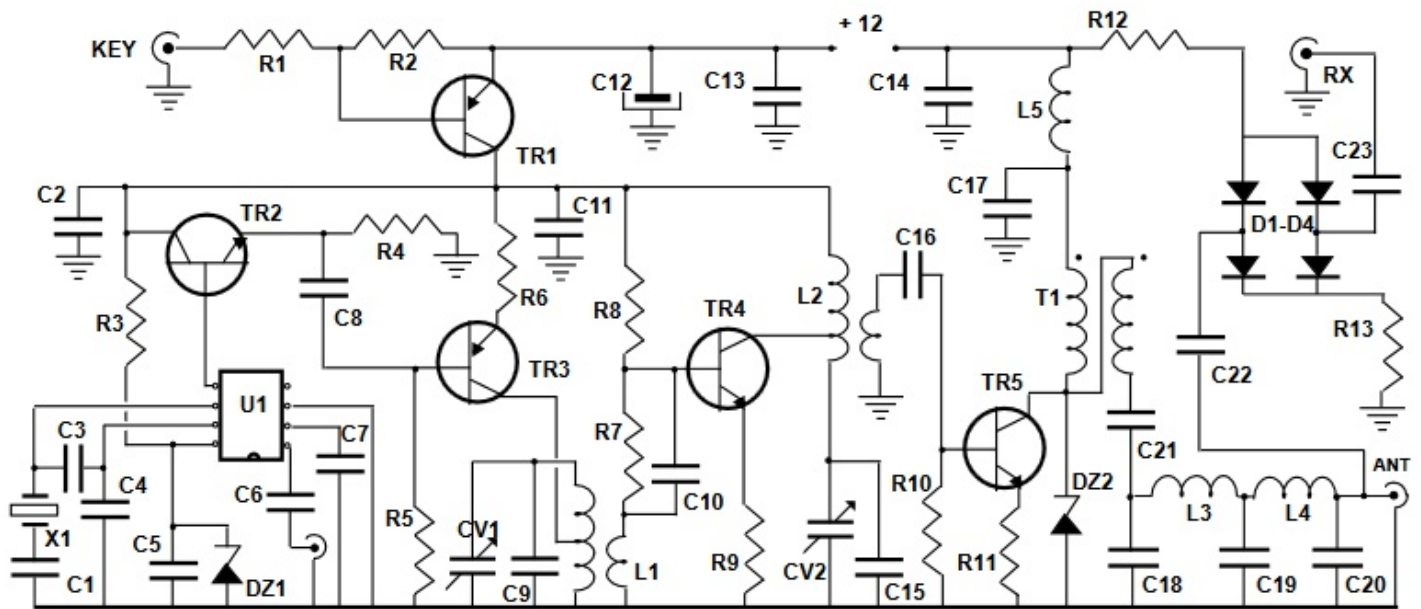 KEY
R1
R2
+ 12
R12
RX
C12
C13
C14
L5
TR1
C23
C2
TR2
C11
C17
D1-D4
R4
C16
R3
C8
R6
R8
TR4
L2
T1
R13
TR3
C22
U1
TR5
C3
C7
R7
C21
ANT
C4
C6
R5
CV1
C10
R10
DZ2
L3
L4
X1
C5
L1
R9
CV2
R11
C1
DZ1
C9
C15
C18
C19
C20